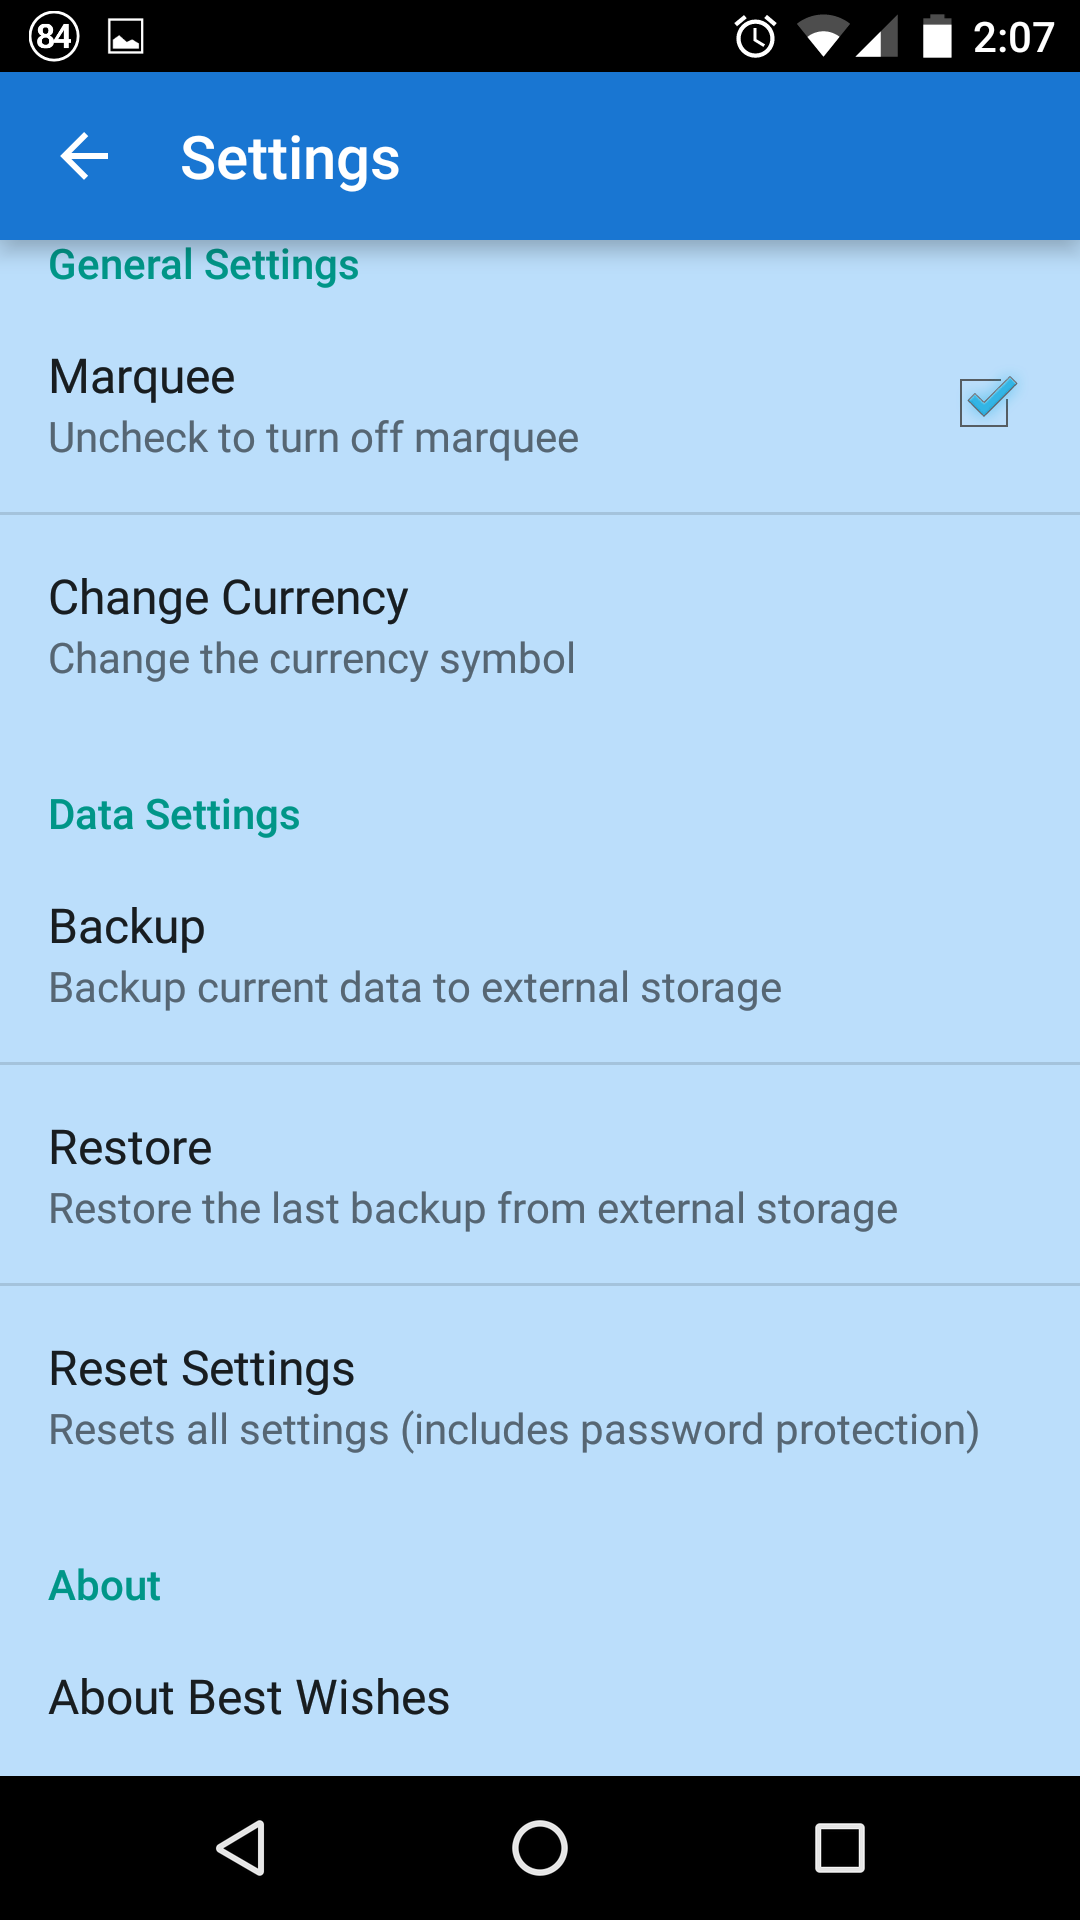 84
2:07
Settings
General Settings
Marquee
Uncheck to turn off marquee
Change Currency
Change the currency symbol
Data Settings
Backup
Backup current data to external storage
Restore
Restore the last backup from external storage
Reset Settings
Resets all settings (includes password protection)
About
About Best Wishes